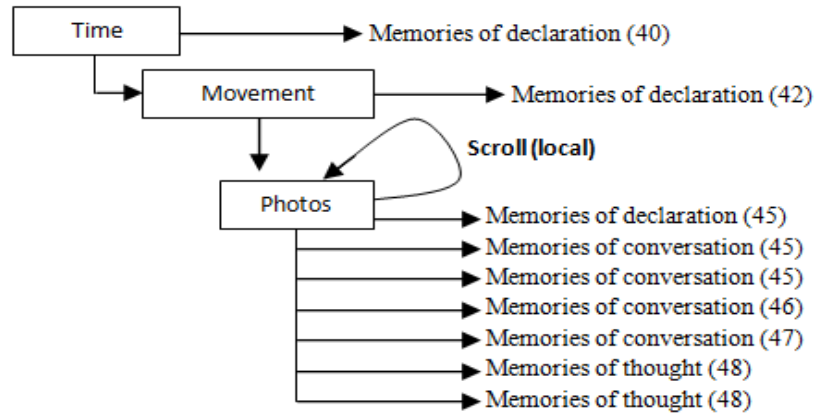 Time
Memories of declaration (40)
Movement
Memories of declaration (42)
Scroll (local)
Photos
Memories of declaration (45)
Memories of conversation (45)
Memories of conversation (45)
Memories of conversation (46)
Memories of conversation (47)
Memories of thought (48)
Memories of thought (48)